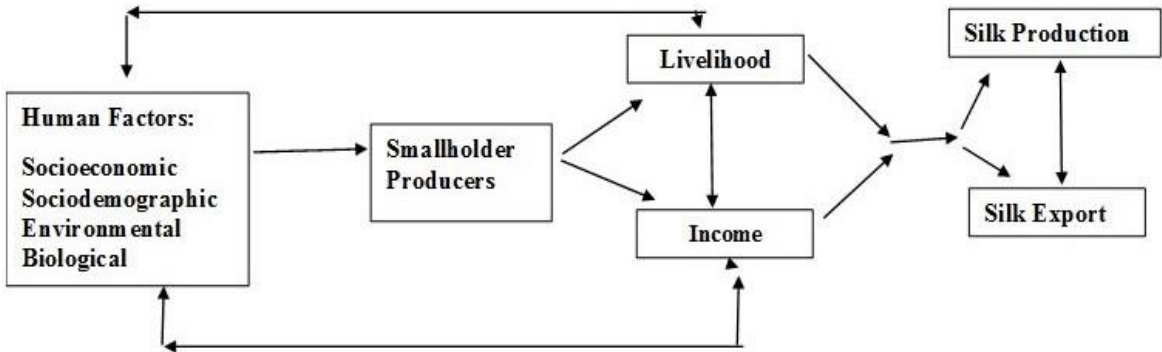 Human Factors:
Socioeconomic
Sociodemographic
Environmental
Biological
Smallholder
Producers
Livelihood
Income
Silk Production
Silk Export